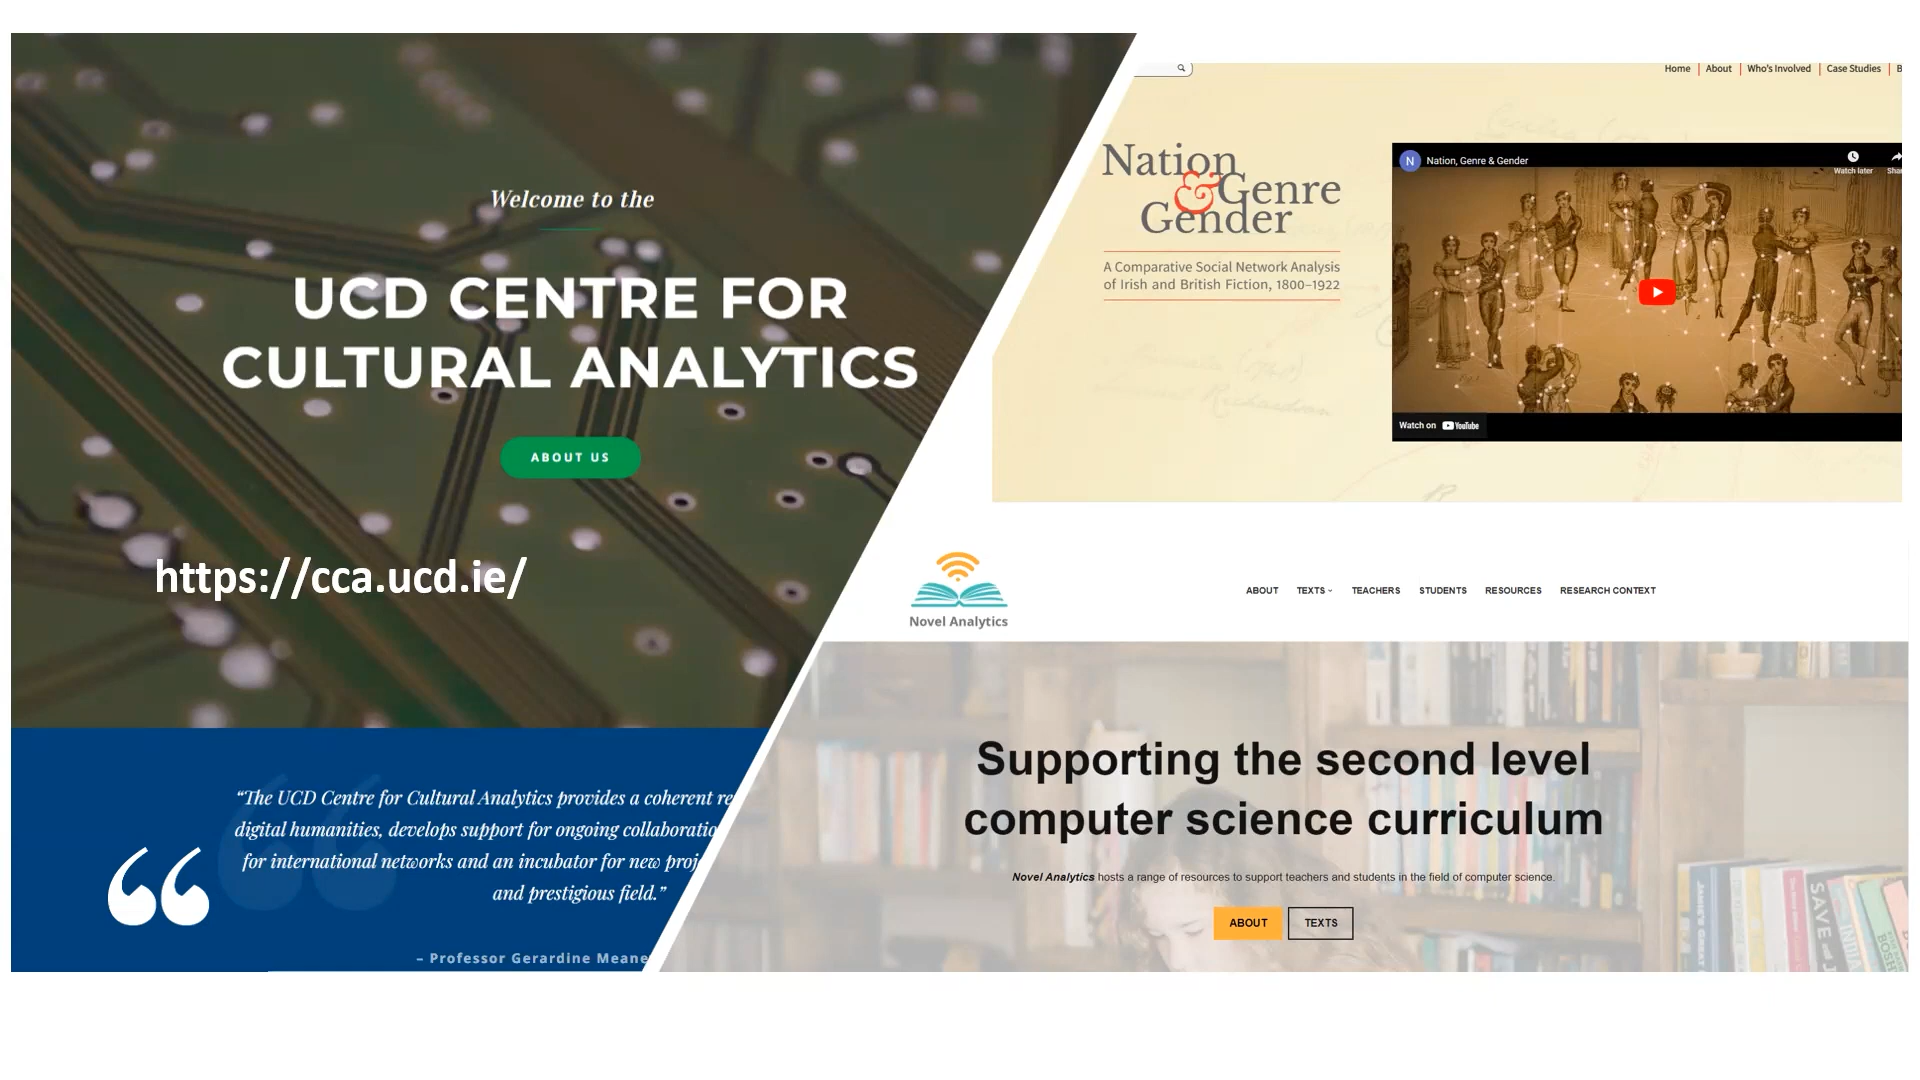 Welcome to the
UCD CENTRE FOR
CULTURAL ANALYTICS
ABOUT US
https://cca.ucd.ie/
“The UCD Centre for Cultural Analytics provides a coherent
digital humanities, develops support for ongoing
for international networks and an incubator for new
and prestigious field.”
– Professor Gerardine
Home | About | Who's Involved | Case Studies |
Nation
& Genre
Gender
A Comparative Social Network Analysis
of Irish and British Fiction, 1800–1922
N Nation, Genre & Gender
Watch later
Watch on YouTube
Novel Analytics
ABOUT TEXTS TEACHERS STUDENTS RESOURCES RESEARCH CONTEXT
Supporting the second level
computer science curriculum
Novel Analytics hosts a range of resources to support teachers and students in the field of computer science.
ABOUT TEXTS
SAVE
INDIA